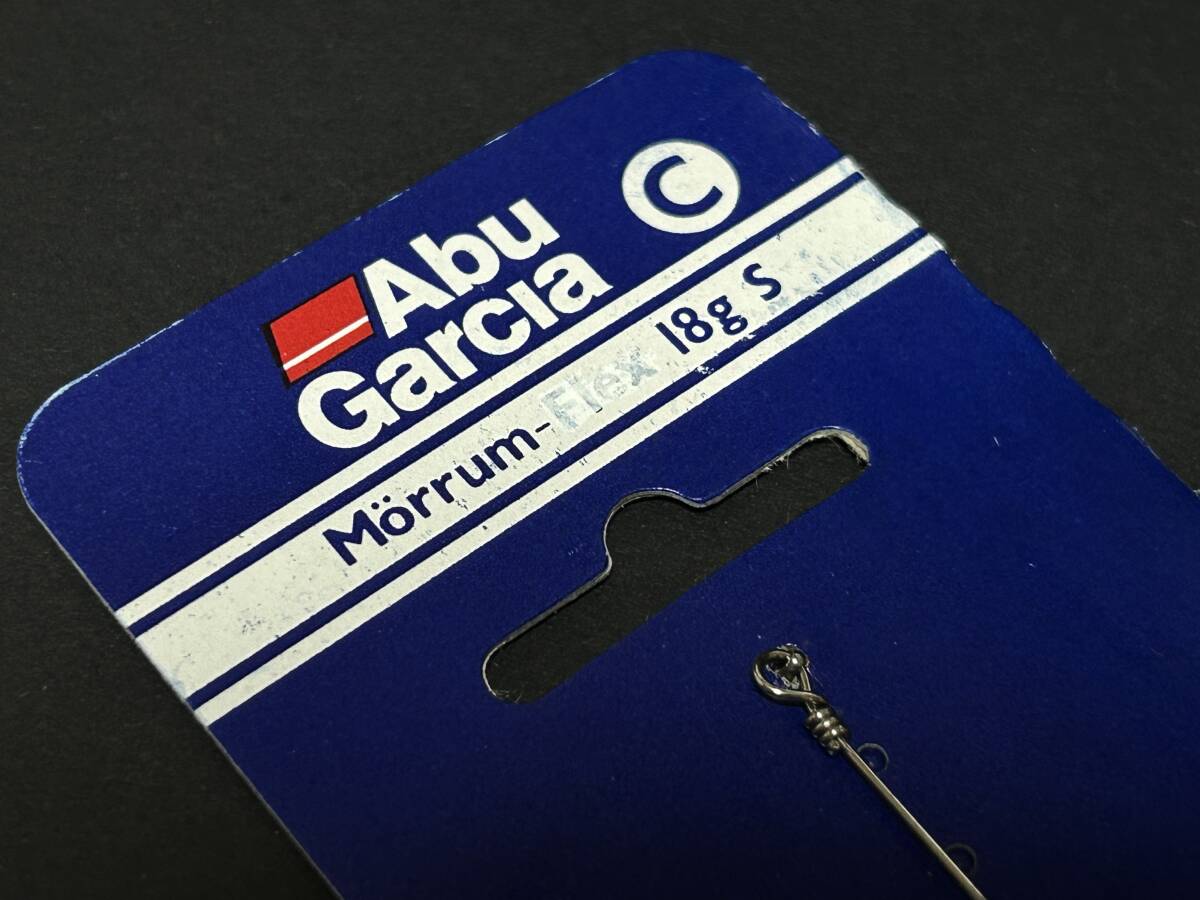 C
Abu
Garcia
Mörrum-Flex 18g S